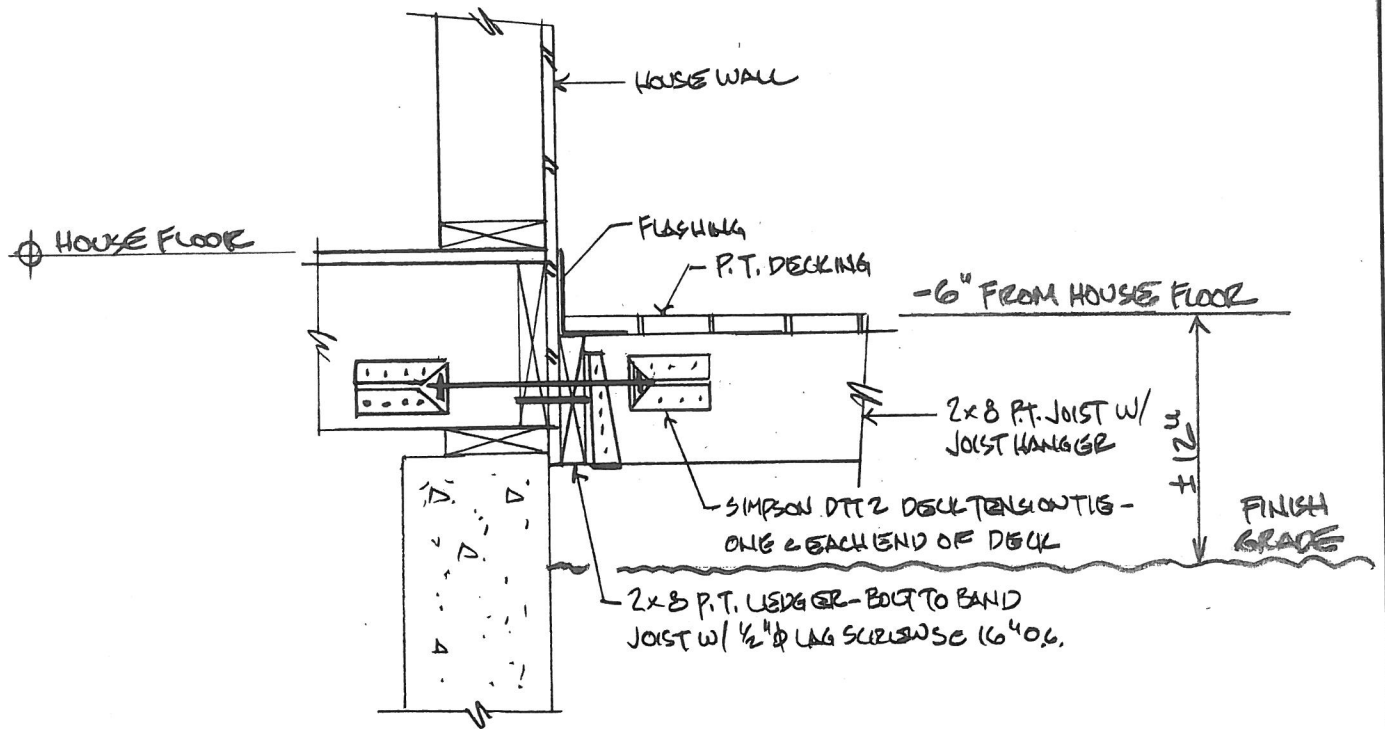 HOUSE WALL
HOUSE FLOOR
FLASHING
P.T. DECKING
-6" FROM HOUSE FLOOR
2x8 P.T. JOIST W/
JOIST HANGER
± 12"
SIMPSON DTT2 DECK TENSION TIE -
ONE @ EACH END OF DECK
FINISH
GRADE
2x8 P.T. LEDGER - BOLT TO BAND
JOIST W/ ½"ϕ LAG SCREWS @ 16" O.C.